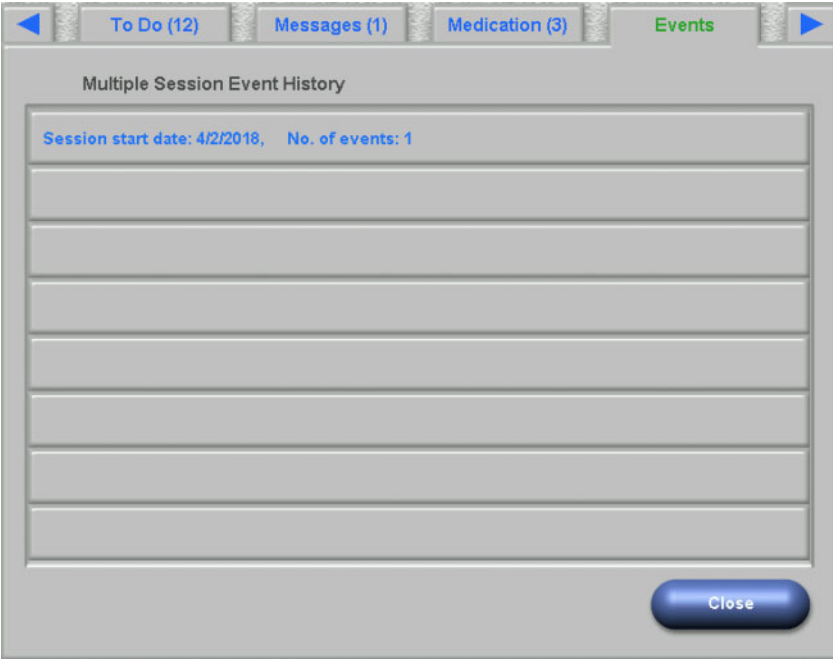 To Do (12) Messages (1) Medication (3) Events
Multiple Session Event History
Session start date: 4/2/2018, No. of events: 1
Close